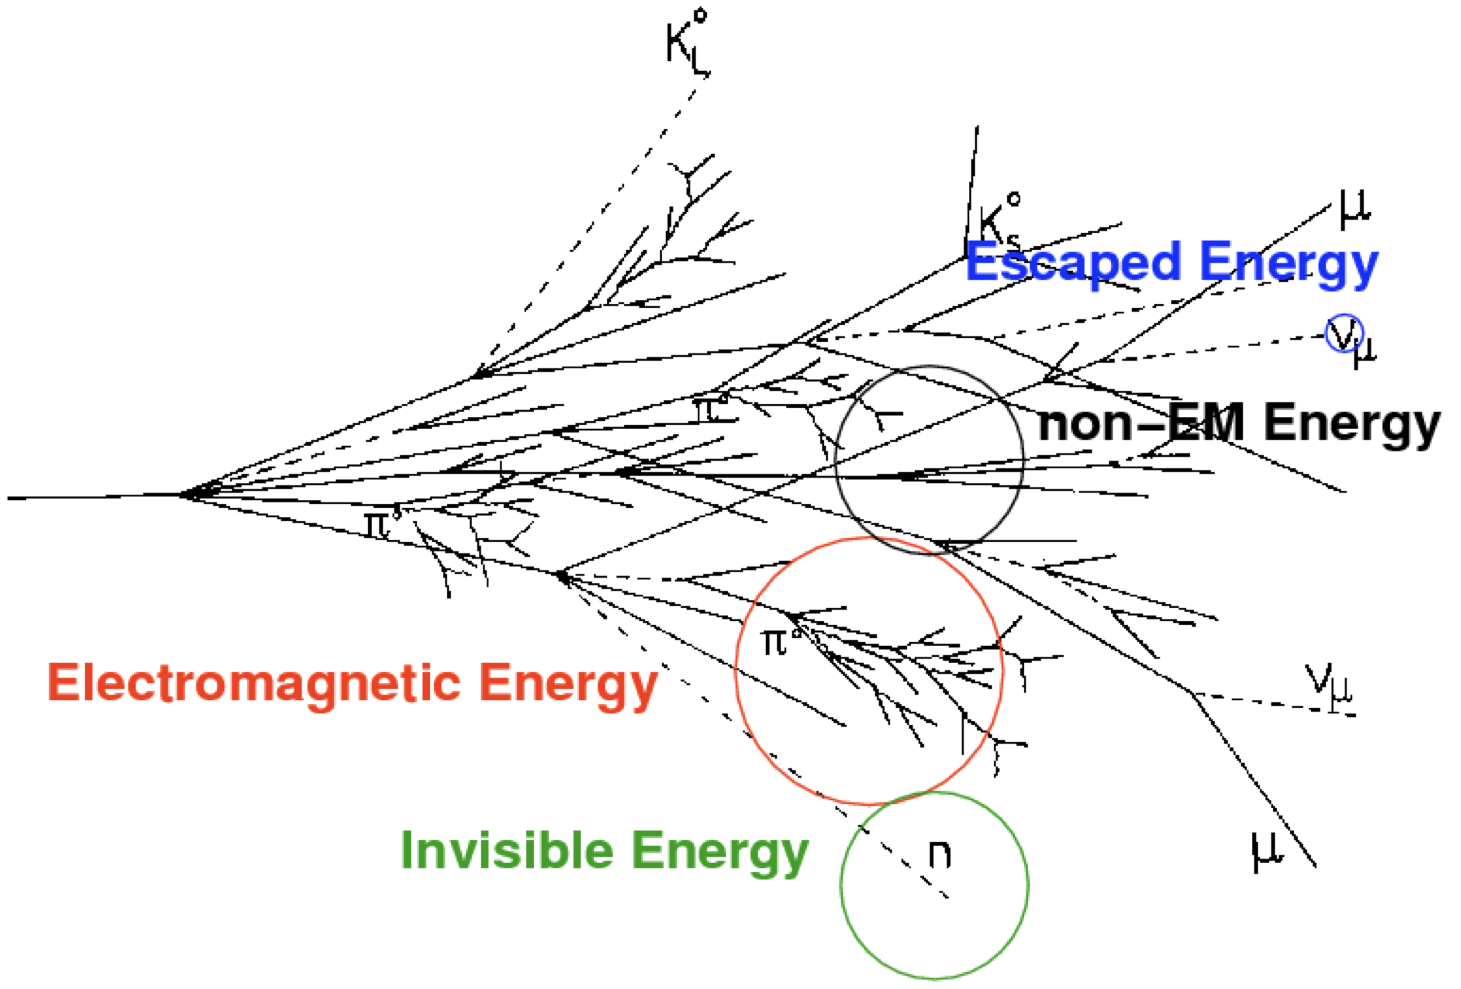 K°L
K°s
μ
Escaped Energy
νμ
π°
non-EM Energy
π°
π°
Electromagnetic Energy
νμ
Invisible Energy
n
μ